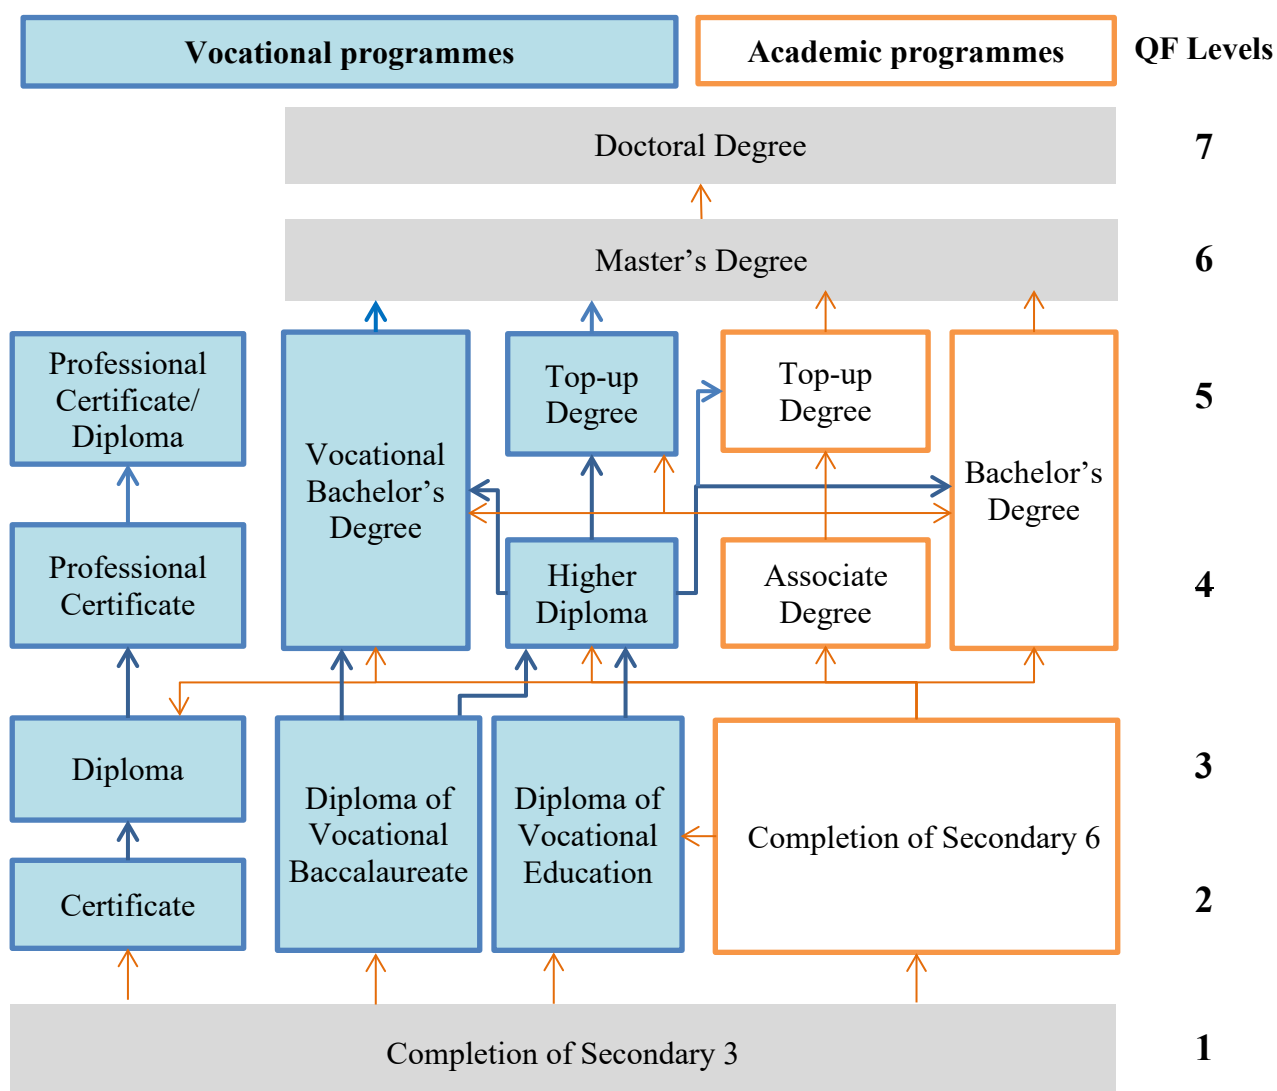 Vocational programmes
Academic programmes
QF Levels
Doctoral Degree
7
Master’s Degree
6
Professional
Certificate/
Diploma
Vocational
Bachelor’s
Degree
Top-up
Degree
Top-up
Degree
Bachelor’s
Degree
5
Professional
Certificate
Higher
Diploma
Associate
Degree
4
Diploma
Diploma of
Vocational
Baccalaureate
Diploma of
Vocational
Education
Completion of Secondary 6
3
Certificate
2
Completion of Secondary 3
1